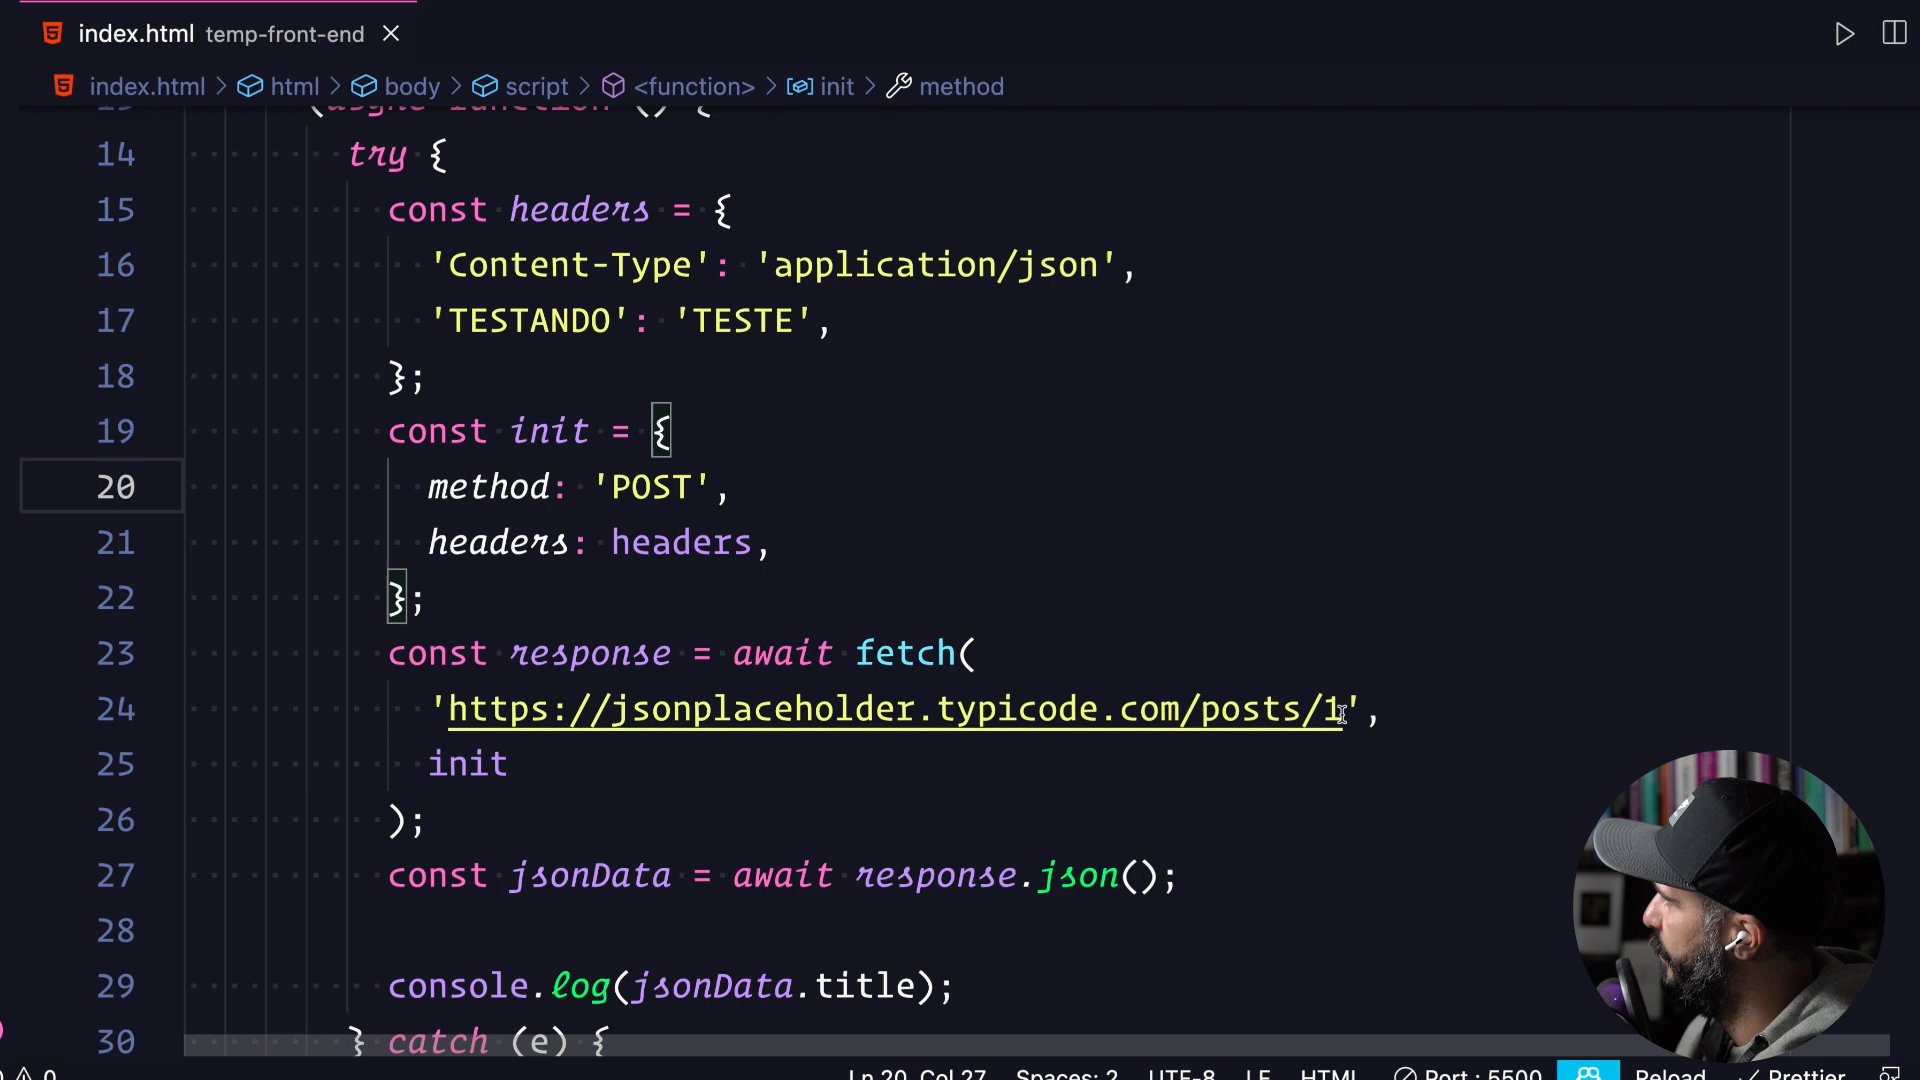 index.html temp-front-end
index.html html body script <function> init method
13 (async function () {
14 try {
15 const headers = {
16 'Content-Type': 'application/json',
17 'TESTANDO': 'TESTE',
18 };
19 const init = {
20 method: 'POST',
21 headers: headers,
22 };
23 const response = await fetch(
24 'https://jsonplaceholder.typicode.com/posts/1',
25 init
26 );
27 const jsonData = await response.json();
28
29 console.log(jsonData.title);
30 } catch (e) {
0 Ln 20, Col 27 Spaces: 2 UTF-8 LF HTML Port : 5500 Reload Prettier